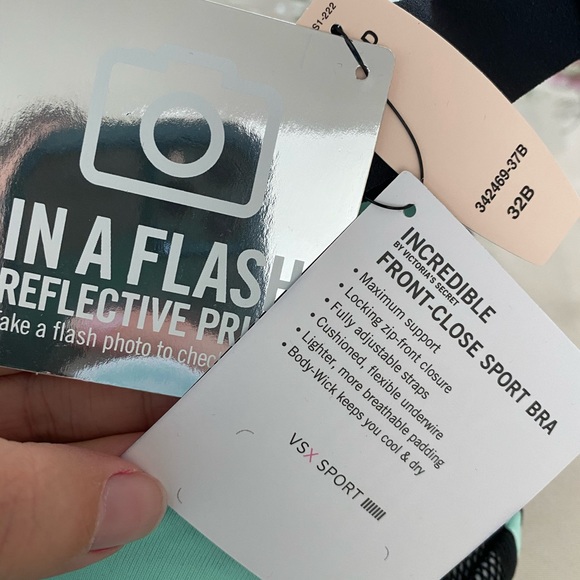 S1-222
D
342469-37B
32B
IN A FLASH
REFLECTIVE PRI
ake a flash photo to chec
INCREDIBLE
BY VICTORIA'S SECRET
FRONT-CLOSE SPORT BRA
• Maximum support
• Locking zip-front closure
• Fully adjustable straps
• Cushioned, flexible underwire
• Lighter, more breathable padding
• Body-Wick keeps you cool & dry
VSX SPORT